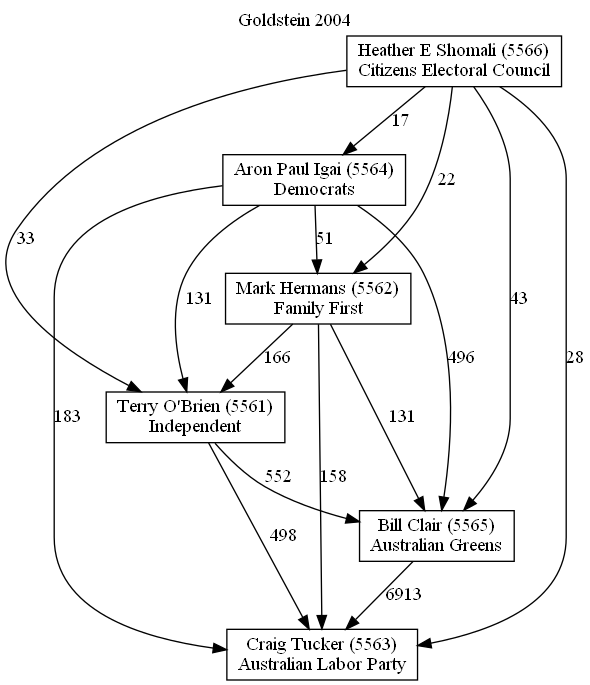 Goldstein 2004
Heather E Shomali (5566)
Citizens Electoral Council
17
Aron Paul Igai (5564)
Democrats
22
33
51
Mark Hermans (5562)
Family First
131
43
166
496
28
Terry O'Brien (5561)
Independent
183
131
552
158
498
Bill Clair (5565)
Australian Greens
6913
Craig Tucker (5563)
Australian Labor Party